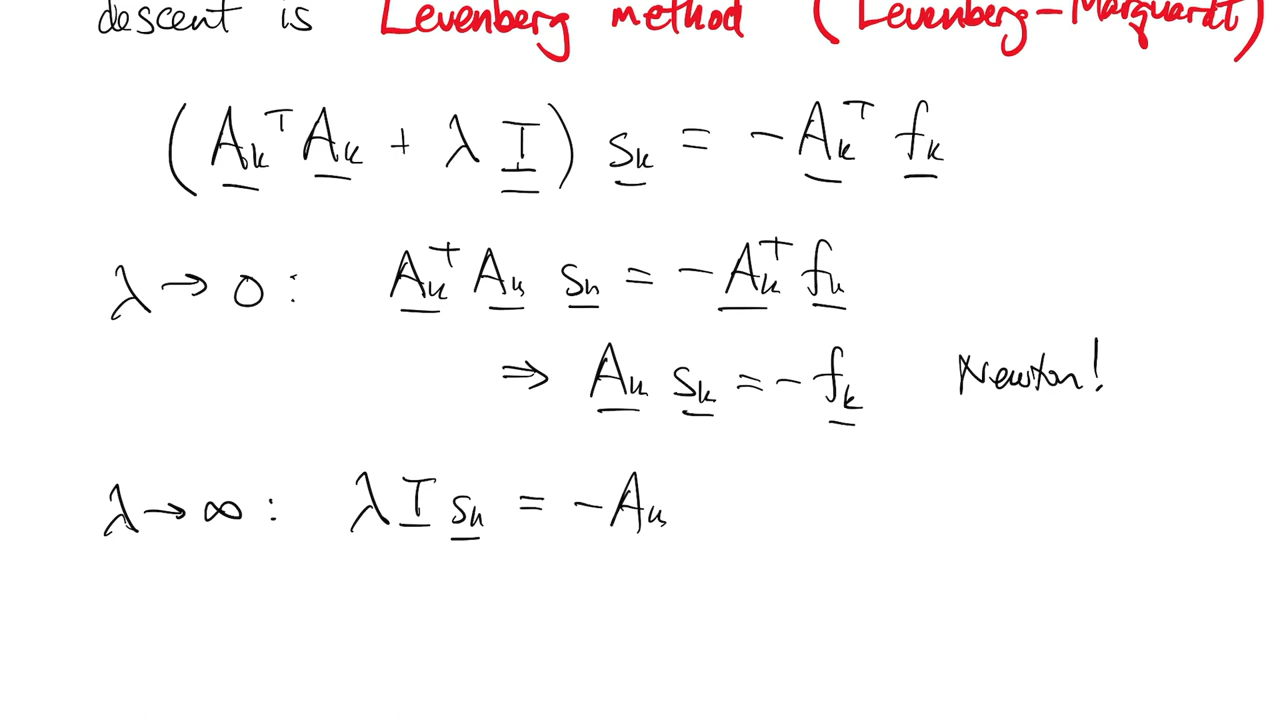 descent is Levenberg method (Levenberg-Marquardt)
(A_k^T A_k + λ I) s_k = -A_k^T f_k
λ → 0 : A_k^T A_k s_k = -A_k^T f_k
⇒ A_k s_k = -f_k Newton!
λ → ∞ : λ I s_k = -A_k